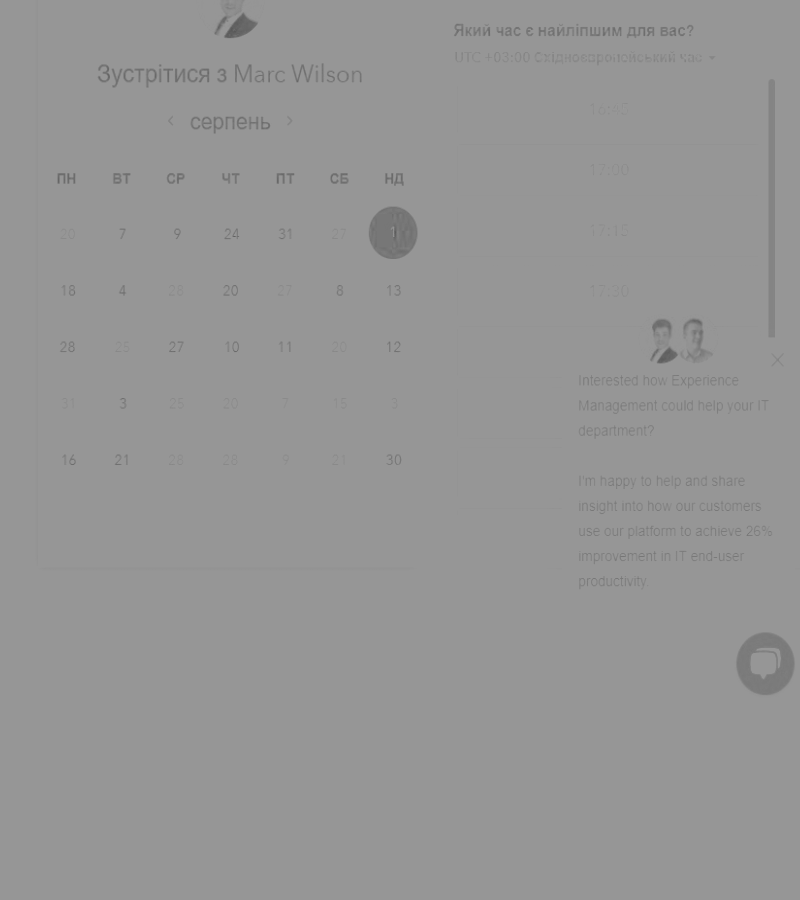 Зустрітися з Marc Wilson
серпень
ПН ВТ СР ЧТ ПТ СБ НД
20 7 9 24 31 27 1
18 4 28 20 27 8 13
28 25 27 10 11 20 12
31 3 25 20 7 15 3
16 21 28 28 9 21 30
Який час є найліпшим для вас?
UTC +03:00 Східноєвропейський час
16:45
17:00
17:15
17:30
Interested how Experience
Management could help your IT
department?
I'm happy to help and share
insight into how our customers
use our platform to achieve 26%
improvement in IT end-user
productivity